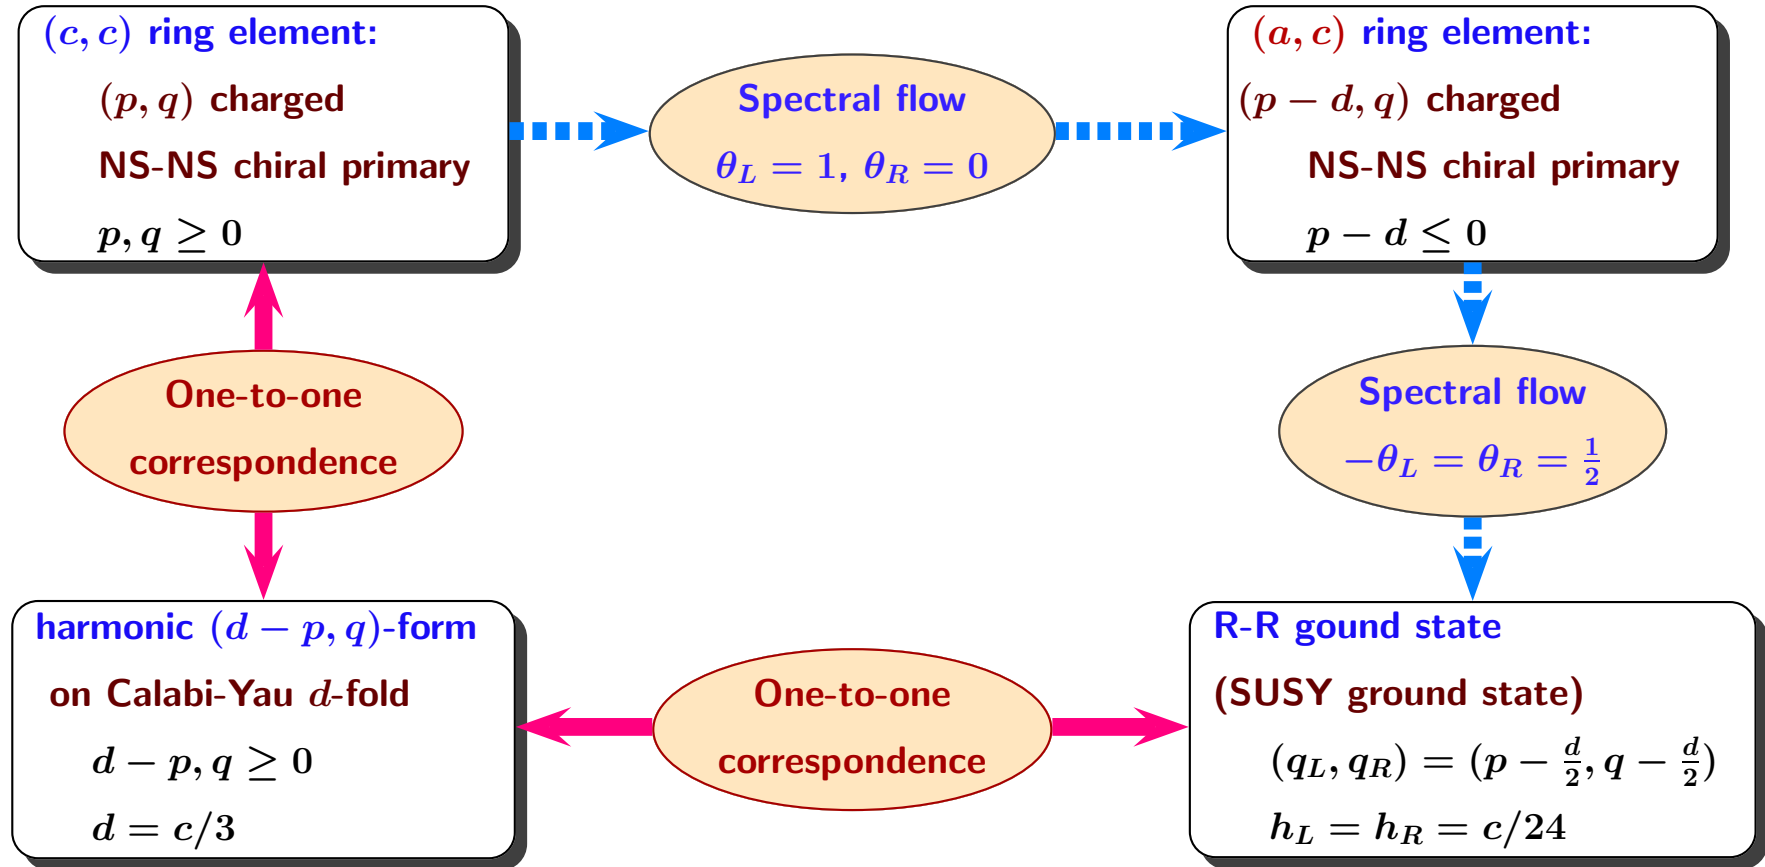 (c, c) ring element:
(p, q) charged
NS-NS chiral primary
p, q ≥ 0
Spectral flow
θ_L = 1, θ_R = 0
(a, c) ring element:
(p − d, q) charged
NS-NS chiral primary
p − d ≤ 0
One-to-one
correspondence
Spectral flow
−θ_L = θ_R = 1/2
harmonic (d − p, q)-form
on Calabi-Yau d-fold
d − p, q ≥ 0
d = c/3
One-to-one
correspondence
R-R gound state
(SUSY ground state)
(q_L, q_R) = (p − d/2, q − d/2)
h_L = h_R = c/24